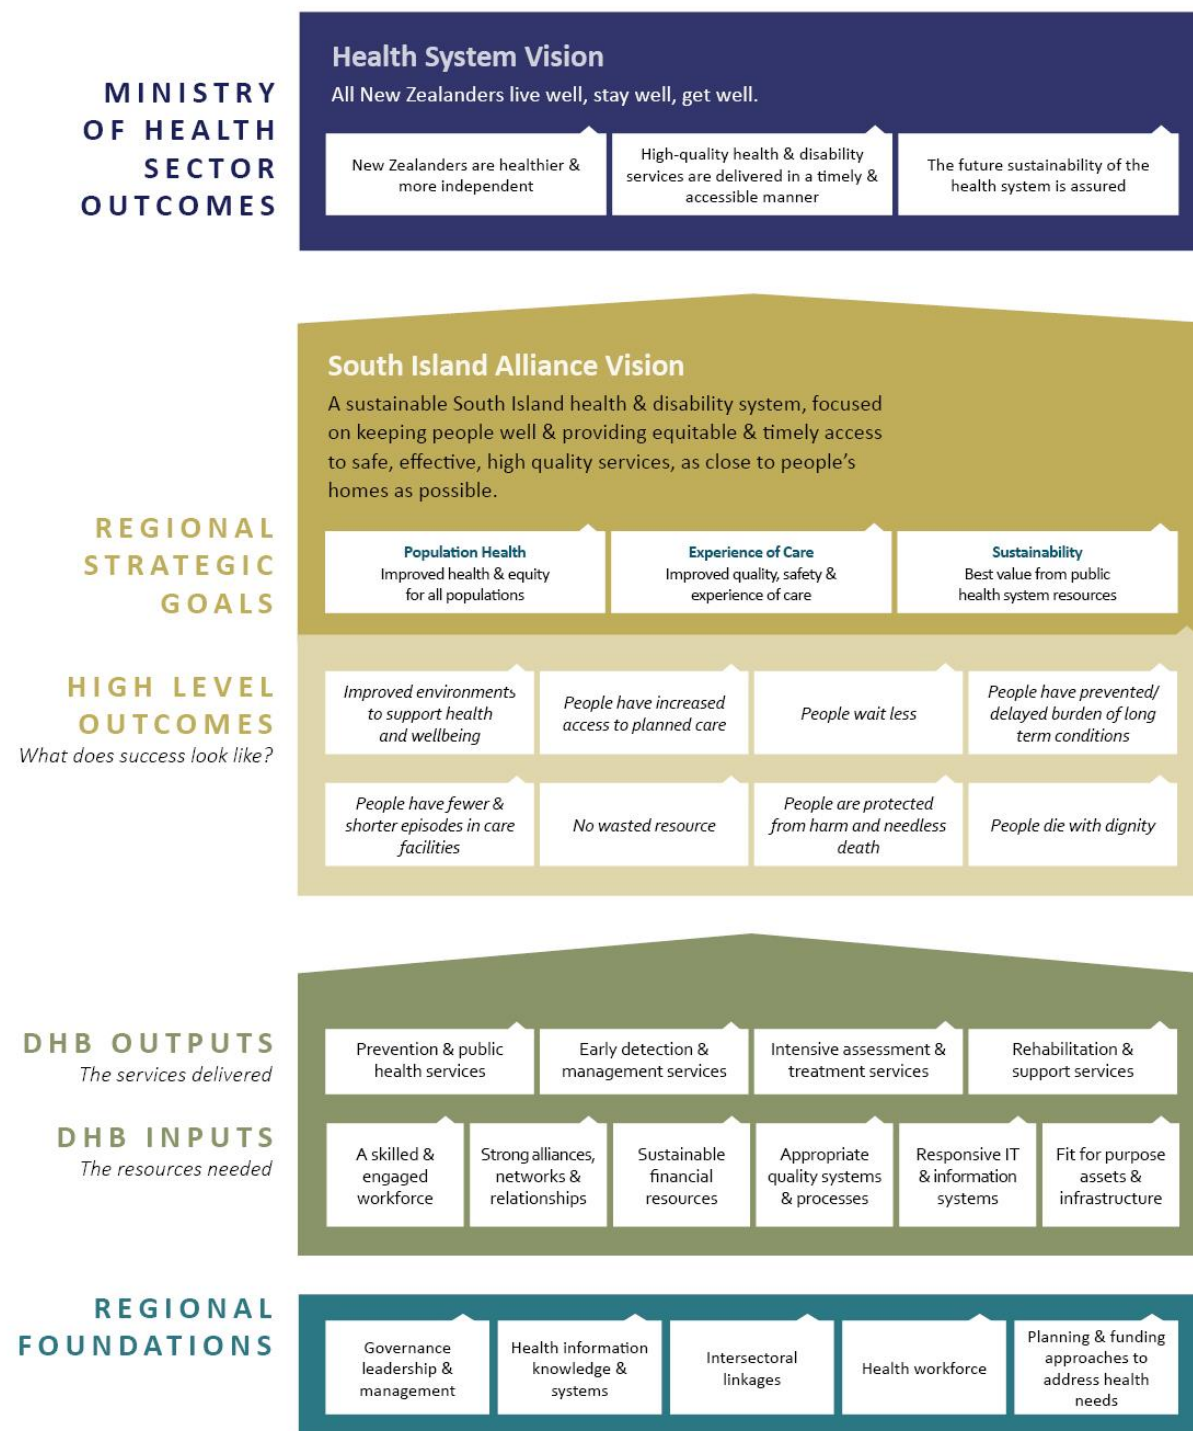 MINISTRY
OF HEALTH
SECTOR
OUTCOMES
Health System Vision
All New Zealanders live well, stay well, get well.
New Zealanders are healthier &
more independent
High-quality health & disability
services are delivered in a timely &
accessible manner
The future sustainability of the
health system is assured
South Island Alliance Vision
A sustainable South Island health & disability system, focused
on keeping people well & providing equitable & timely access
to safe, effective, high quality services, as close to people's
homes as possible.
REGIONAL
STRATEGIC
GOALS
Population Health
Improved health & equity
for all populations
Experience of Care
Improved quality, safety &
experience of care
Sustainability
Best value from public
health system resources
HIGH LEVEL
OUTCOMES
What does success look like?
Improved environments
to support health
and wellbeing
People have increased
access to planned care
People wait less
People have prevented/
delayed burden of long
term conditions
People have fewer &
shorter episodes in care
facilities
No wasted resource
People are protected
from harm and needless
death
People die with dignity
DHB OUTPUTS
The services delivered
Prevention & public
health services
Early detection &
management services
Intensive assessment &
treatment services
Rehabilitation &
support services
DHB INPUTS
The resources needed
A skilled &
engaged
workforce
Strong alliances,
networks &
relationships
Sustainable
financial
resources
Appropriate
quality systems
& processes
Responsive IT
& information
systems
Fit for purpose
assets &
infrastructure
REGIONAL
FOUNDATIONS
Governance
leadership &
management
Health information
knowledge &
systems
Intersectoral
linkages
Health workforce
Planning & funding
approaches to
address health
needs